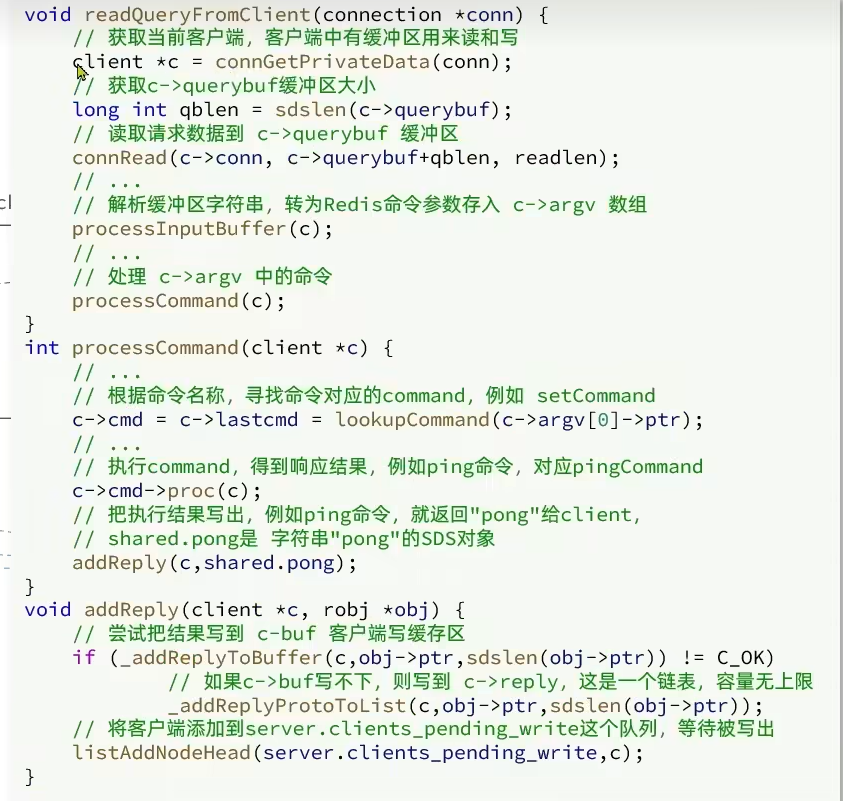 void readQueryFromClient(connection *conn) {
// 获取当前客户端，客户端中有缓冲区用来读和写
client *c = connGetPrivateData(conn);
// 获取c->querybuf缓冲区大小
long int qblen = sdslen(c->querybuf);
// 读取请求数据到 c->querybuf 缓冲区
connRead(c->conn, c->querybuf+qblen, readlen);
// ...
// 解析缓冲区字符串，转为Redis命令参数存入 c->argv 数组
processInputBuffer(c);
// ...
// 处理 c->argv 中的命令
processCommand(c);
}
int processCommand(client *c) {
// ...
// 根据命令名称，寻找命令对应的command，例如 setCommand
c->cmd = c->lastcmd = lookupCommand(c->argv[0]->ptr);
// ...
// 执行command，得到响应结果，例如ping命令，对应pingCommand
c->cmd->proc(c);
// 把执行结果写出，例如ping命令，就返回"pong"给client，
// shared.pong是 字符串"pong"的SDS对象
addReply(c,shared.pong);
}
void addReply(client *c, robj *obj) {
// 尝试把结果写到 c-buf 客户端写缓存区
if (_addReplyToBuffer(c,obj->ptr,sdslen(obj->ptr)) != C_OK)
// 如果c->buf写不下，则写到 c->reply，这是一个链表，容量无上限
_addReplyProtoToList(c,obj->ptr,sdslen(obj->ptr));
// 将客户端添加到server.clients_pending_write这个队列，等待被写出
listAddNodeHead(server.clients_pending_write,c);
}